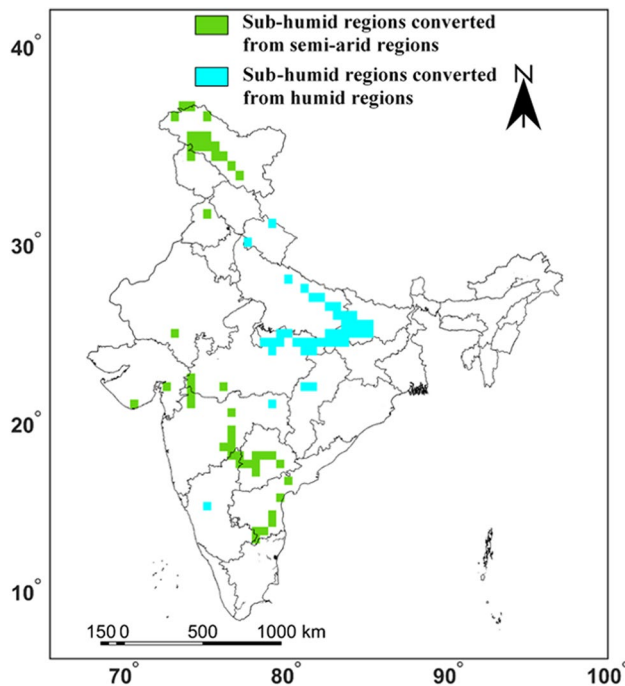 Sub-humid regions converted
from semi-arid regions
Sub-humid regions converted
from humid regions
N
40°
30°
20°
10°
150 0 500 1000 km
70° 80° 90° 100°